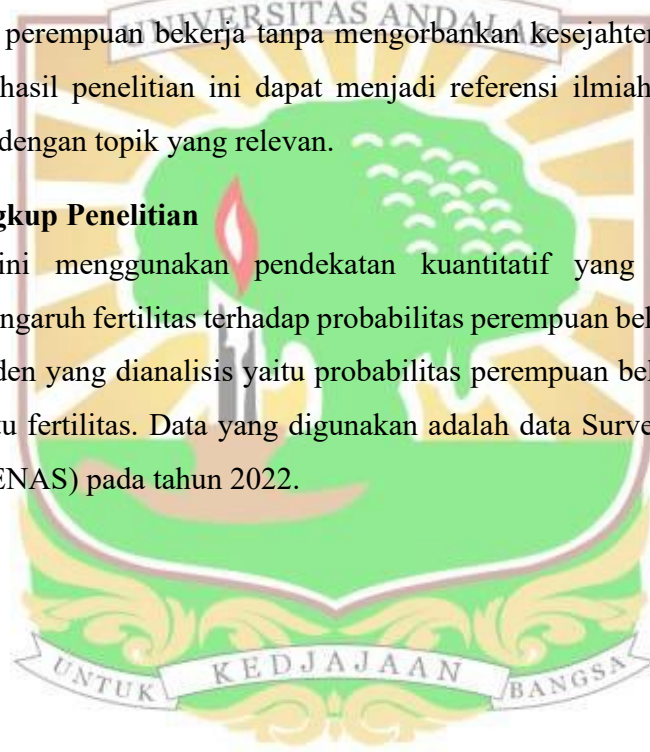 UNIVERSITAS ANDALAS
perempuan bekerja tanpa mengorbankan kesejahter
hasil penelitian ini dapat menjadi referensi ilmiah
dengan topik yang relevan.
gkup Penelitian
ini menggunakan pendekatan kuantitatif yang
ngaruh fertilitas terhadap probabilitas perempuan bel
den yang dianalisis yaitu probabilitas perempuan bel
tu fertilitas. Data yang digunakan adalah data Surve
ENAS) pada tahun 2022.
UNTUK KEDJAJAAN BANGSA